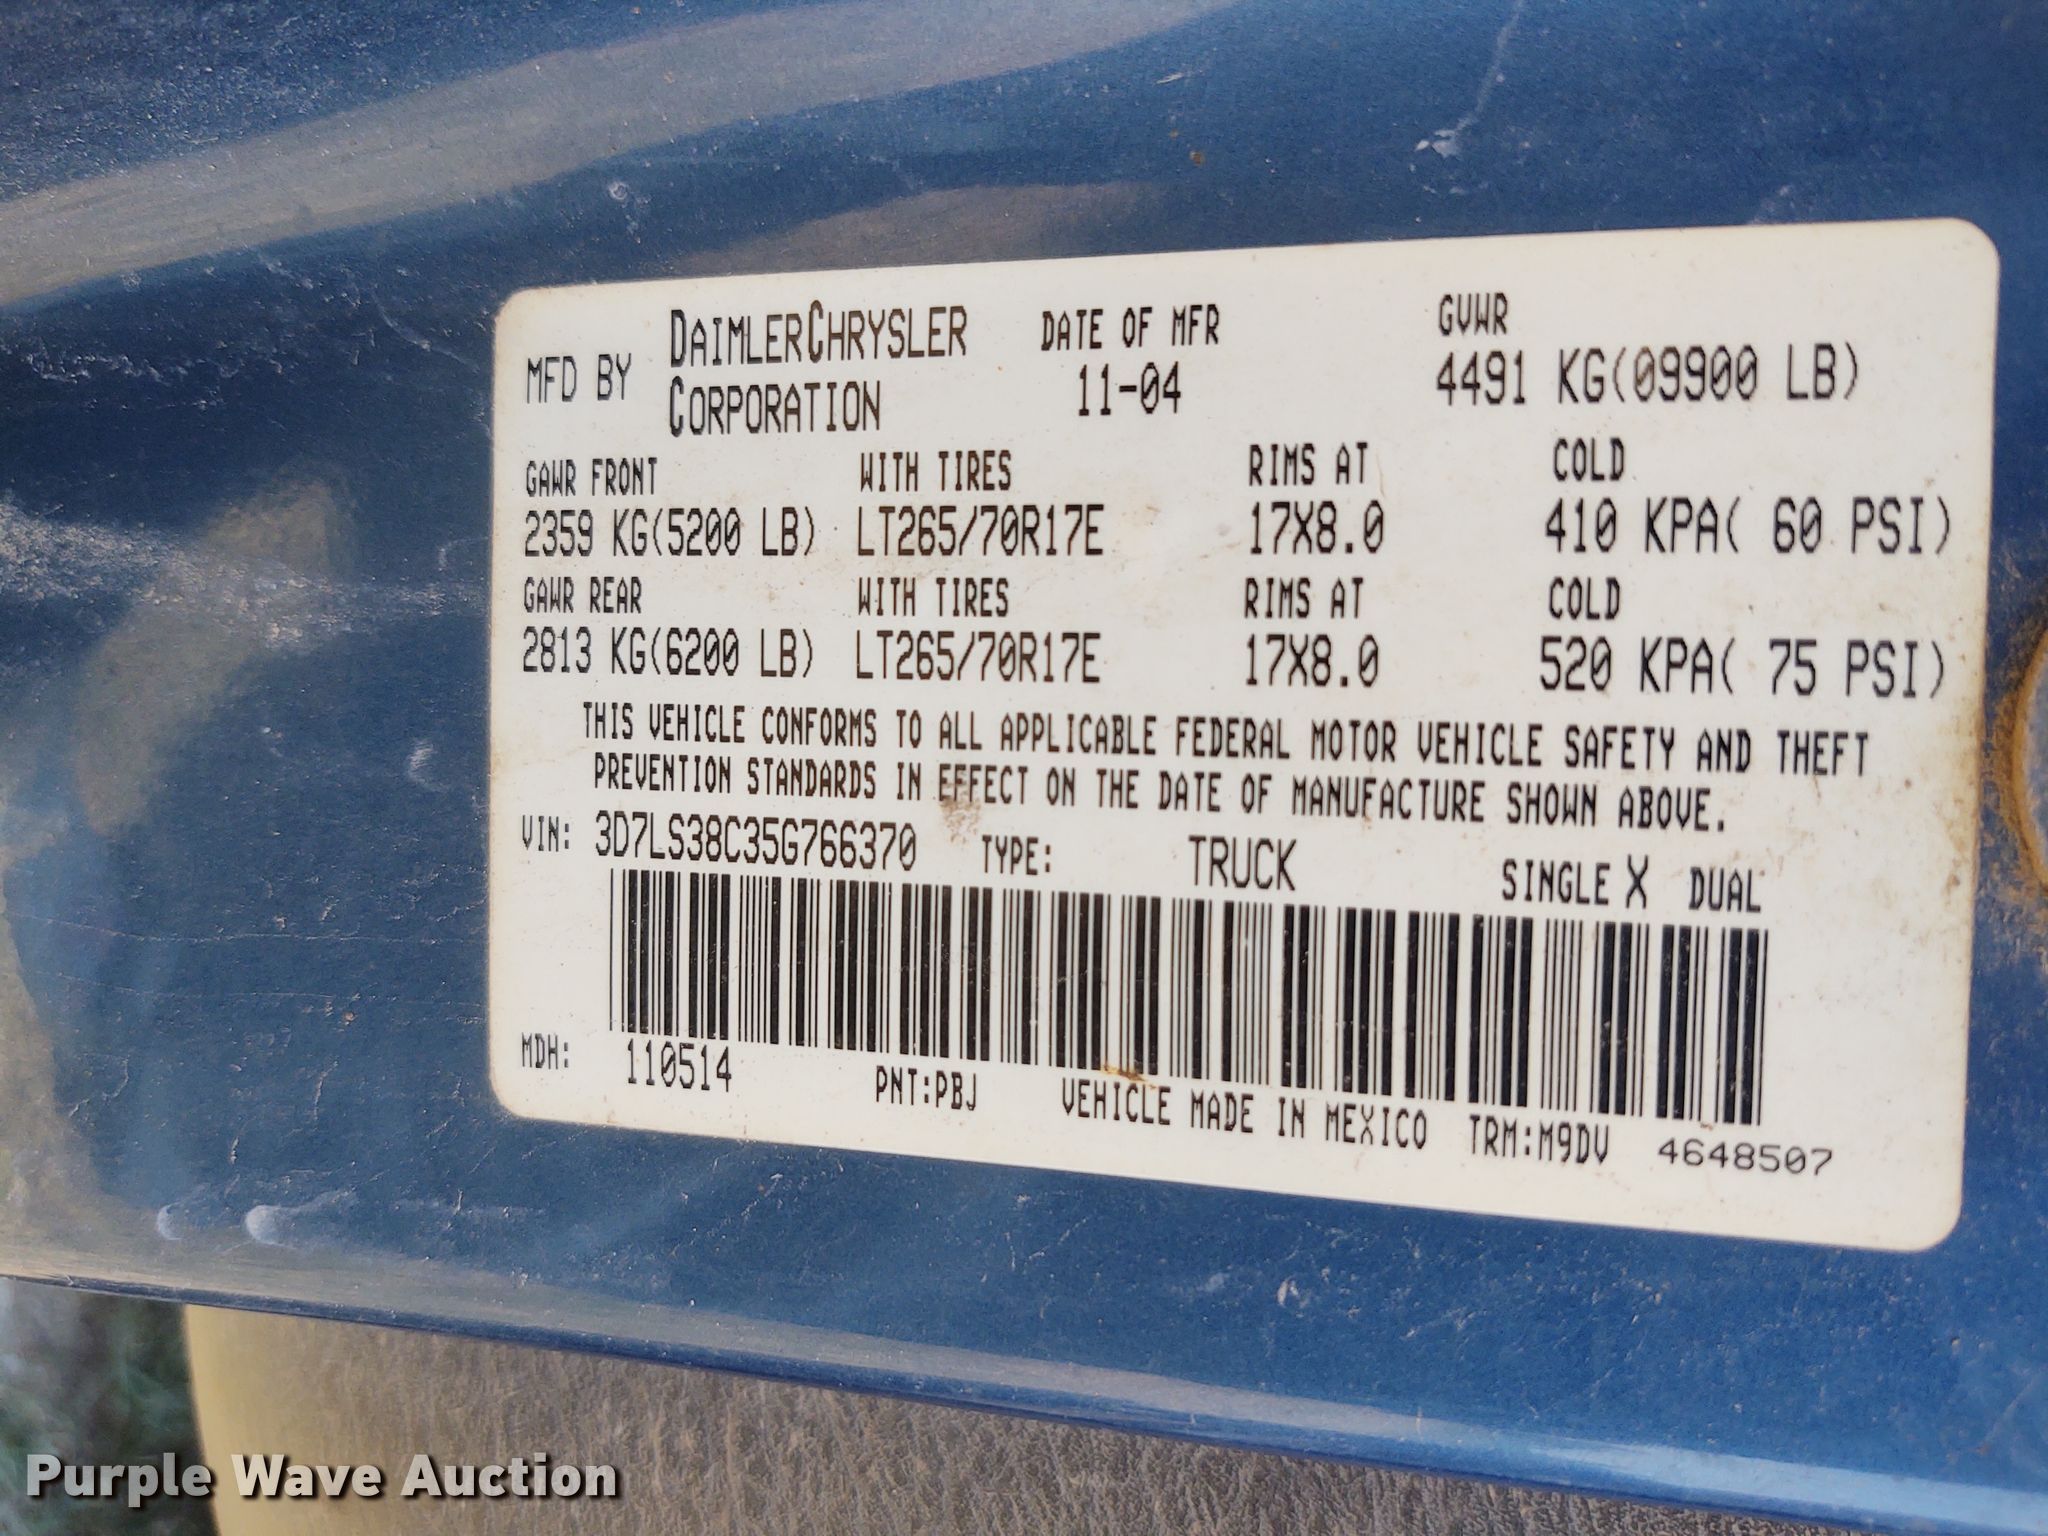 MFD BY DAIMLERCHRYSLER CORPORATION
DATE OF MFR
11-04
GVWR
4491 KG(09900 LB)
GAWR FRONT WITH TIRES RIMS AT COLD
2359 KG(5200 LB) LT265/70R17E 17X8.0 410 KPA( 60 PSI)
GAWR REAR WITH TIRES RIMS AT COLD
2813 KG(6200 LB) LT265/70R17E 17X8.0 520 KPA( 75 PSI)
THIS VEHICLE CONFORMS TO ALL APPLICABLE FEDERAL MOTOR VEHICLE SAFETY AND THEFT
PREVENTION STANDARDS IN EFFECT ON THE DATE OF MANUFACTURE SHOWN ABOVE.
VIN: 3D7LS38C35G766370 TYPE: TRUCK SINGLE X DUAL
MDH: 110514 PNT:PBJ VEHICLE MADE IN MEXICO TRM:M9DV 4648507
Purple Wave Auction